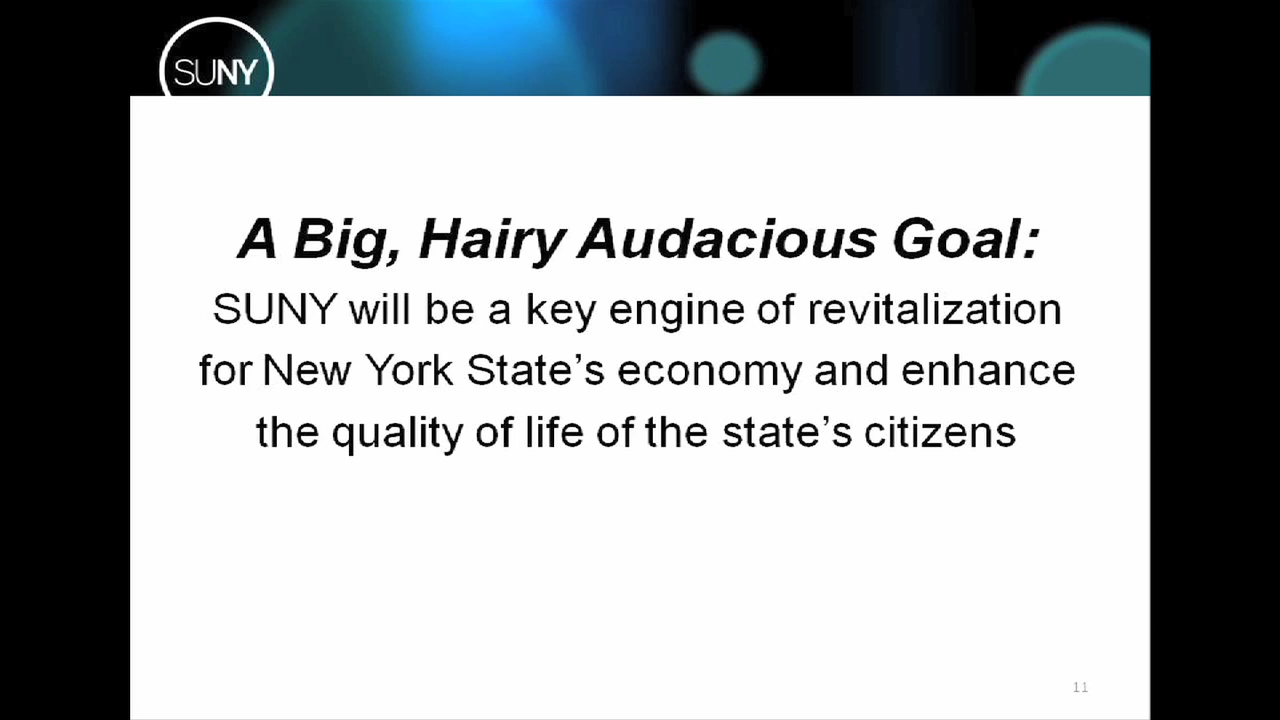 SUNY
A Big, Hairy Audacious Goal:
SUNY will be a key engine of revitalization
for New York State’s economy and enhance
the quality of life of the state’s citizens
11